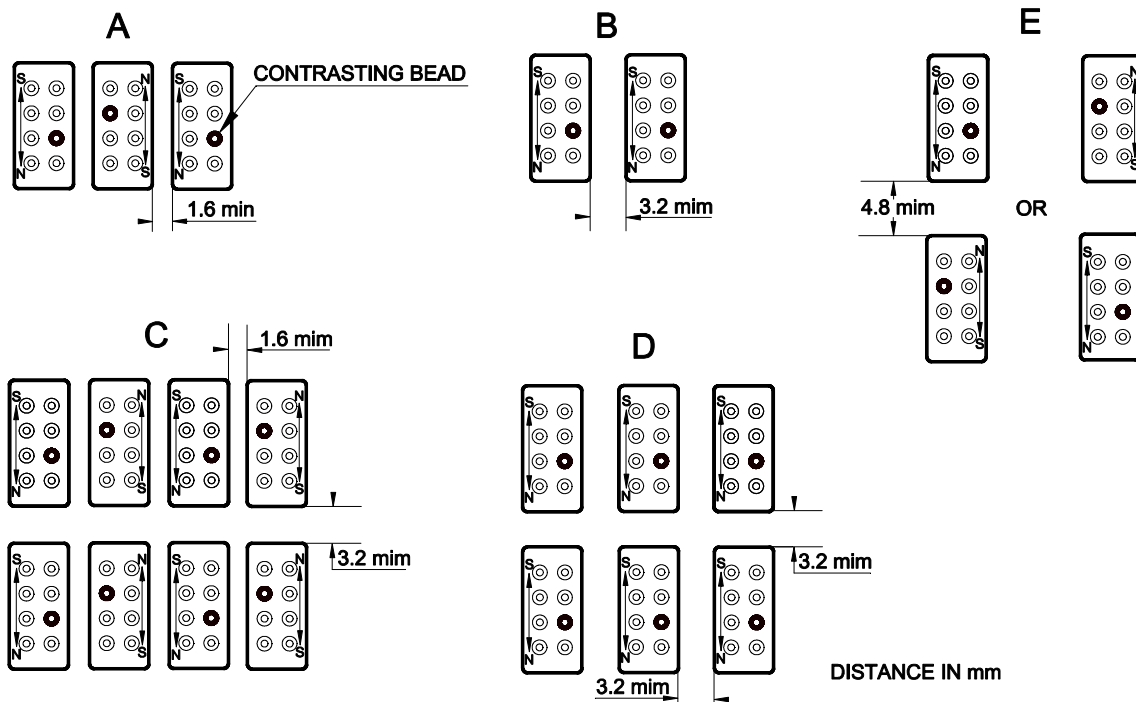 A
B
E
S N S
CONTRASTING BEAD
N S N
1.6 min
S S
N N
3.2 mim
S N
N S
4.8 mim
OR
N S
S N
C
1.6 mim
S N S N
N S N S
3.2 mim
S N S N
N S N S
D
S S S
N N N
3.2 mim
S S S
N N N
3.2 mim
DISTANCE IN mm